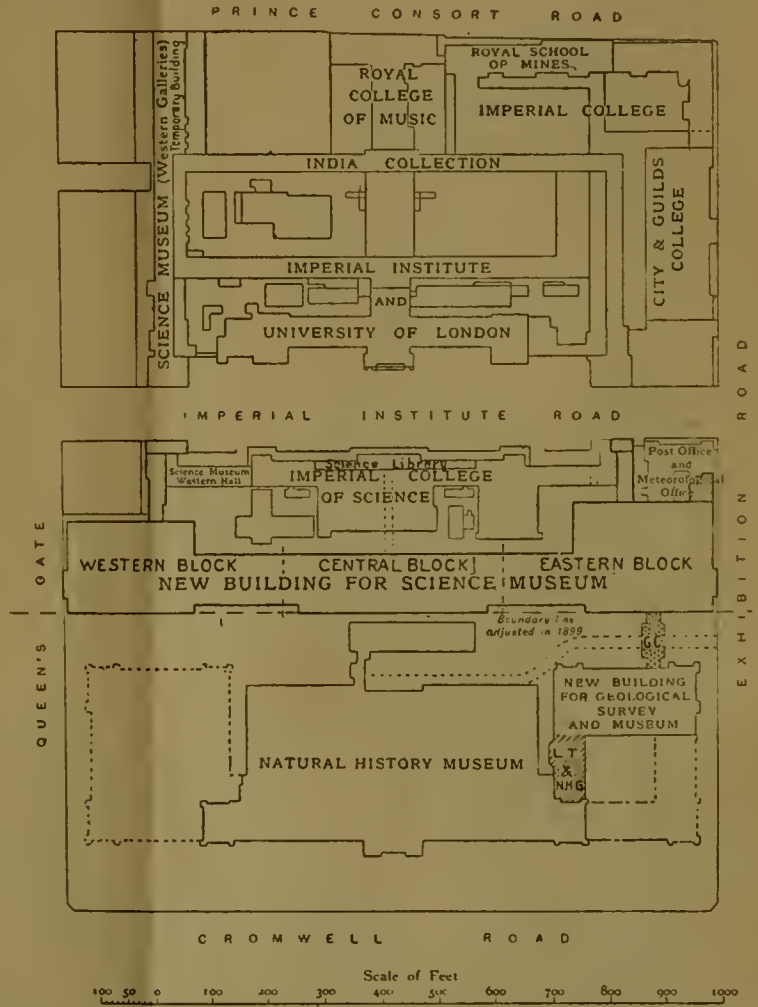 PRINCE CONSORT ROAD
SCIENCE MUSEUM (Western Galleries)
Temporary Building
ROYAL COLLEGE OF MUSIC
ROYAL SCHOOL
OF MINES
IMPERIAL COLLEGE
INDIA COLLECTION
CITY & GUILDS
COLLEGE
IMPERIAL INSTITUTE
AND
UNIVERSITY OF LONDON
IMPERIAL INSTITUTE ROAD
EXHIBITION ROAD
QUEEN'S GATE
Science Museum
Western Hall
Science Library
IMPERIAL COLLEGE
OF SCIENCE
Post Office
and
Meteorological
Office
WESTERN BLOCK CENTRAL BLOCK EASTERN BLOCK
NEW BUILDING FOR SCIENCE MUSEUM
Boundary line
adjusted in 1899
GC
NEW BUILDING
FOR GEOLOGICAL
SURVEY
AND MUSEUM
NATURAL HISTORY MUSEUM
LT
&
NHG
CROMWELL ROAD
Scale of Feet
100 50 0 100 200 300 400 500 600 700 800 900 1000